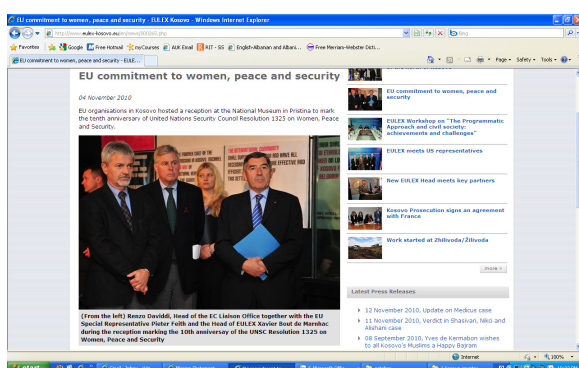 EU commitment to women, peace and security - EULEX Kosovo - Windows Internet Explorer
bing
Favorites Google Free Hotmail myCourses AUK Email RIT - SIS English-Albanian and Albani... Free Merriam-Webster Dicti...
EU commitment to women, peace and security - EULE...
Page Safety Tools
EU commitment to women, peace and security
04 November 2010
EU organisations in Kosovo hosted a reception at the National Museum in Pristina to mark
the tenth anniversary of United Nations Security Council Resolution 1325 on Women, Peace
and Security.
(From the left) Renzo Daviddi, Head of the EC Liaison Office together with the EU
Special Representative Pieter Feith and the Head of EULEX Xavier Bout de Marnhac
during the reception marking the 10th anniversary of the UNSC Resolution 1325 on
Women, Peace and Security
EU commitment to women, peace and
security
EULEX Workshop on "The Programmatic
Approach and civil society:
achievements and challenges"
EULEX meets US representatives
New EULEX Head meets key partners
Kosovo Prosecution signs an agreement
with France
Work started at Zhilivoda/Žilivoda
more
Latest Press Releases
12 November 2010, Update on Medicus case
11 November 2010, Verdict in Shasivari, Niko and
Alishani case
08 September 2010, Yves de Kermabon wishes
to all Kosovo's Muslims a Happy Bajram
Internet
100%
start